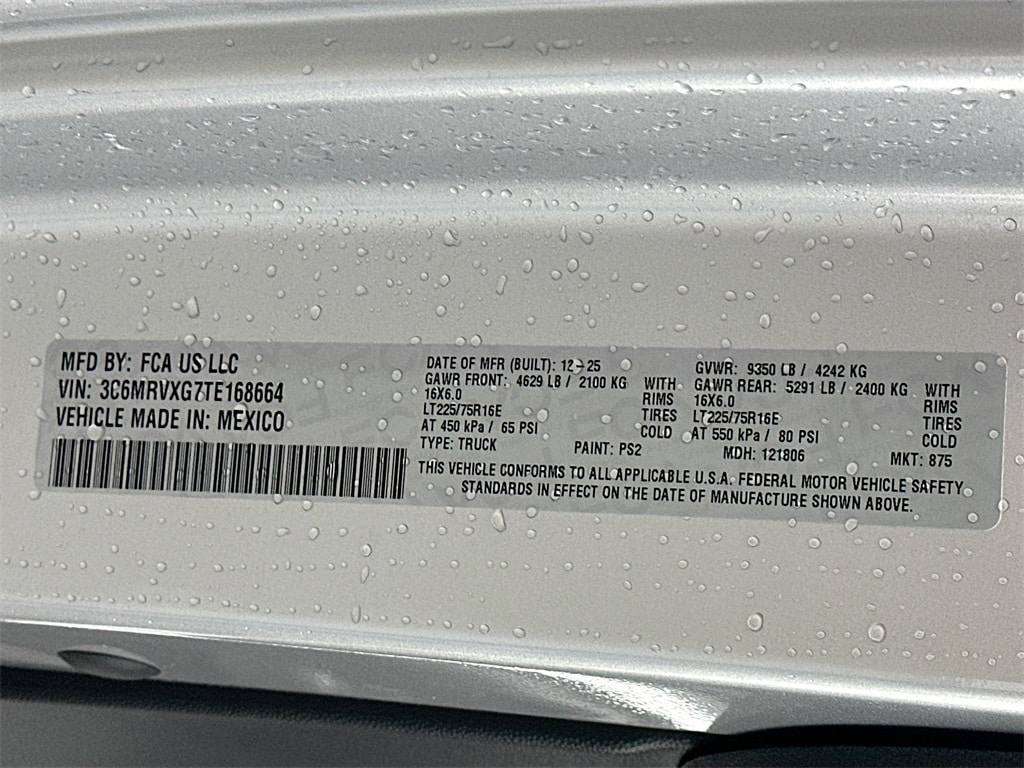 MFD BY: FCA US LLC
VIN: 3C6MRVXG7TE168664
VEHICLE MADE IN: MEXICO
DATE OF MFR (BUILT): 12-25
GAWR FRONT: 4629 LB / 2100 KG WITH
16X6.0 RIMS
LT225/75R16E TIRES
AT 450 kPa / 65 PSI COLD
TYPE: TRUCK PAINT: PS2
GVWR: 9350 LB / 4242 KG
GAWR REAR: 5291 LB / 2400 KG WITH
16X6.0 RIMS
LT225/75R16E TIRES
AT 550 kPa / 80 PSI COLD
MDH: 121806 MKT: 875
THIS VEHICLE CONFORMS TO ALL APPLICABLE U.S.A. FEDERAL MOTOR VEHICLE SAFETY
STANDARDS IN EFFECT ON THE DATE OF MANUFACTURE SHOWN ABOVE.